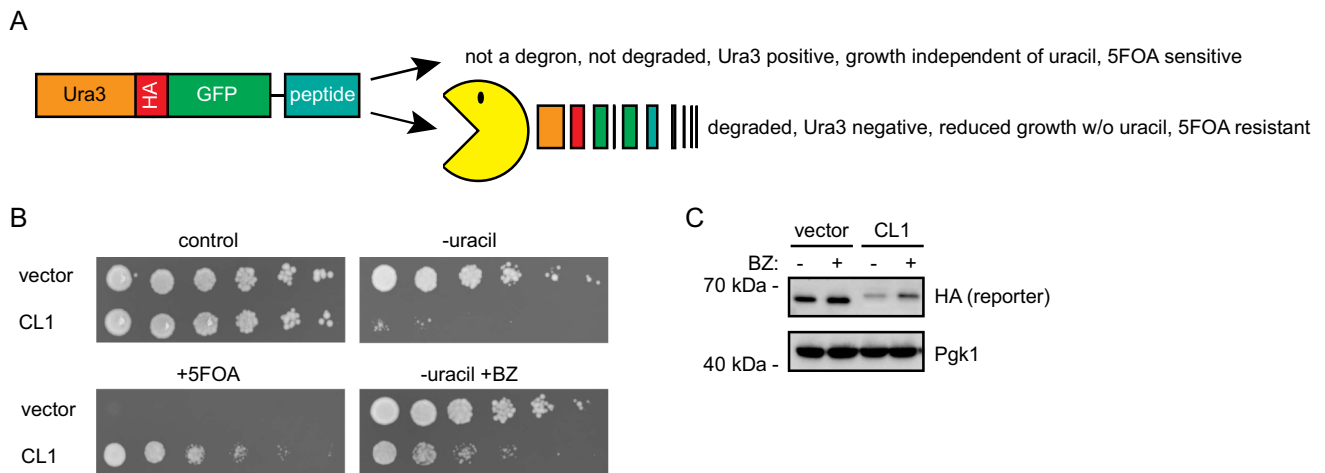 A
Ura3 HA GFP peptide
not a degron, not degraded, Ura3 positive, growth independent of uracil, 5FOA sensitive
degraded, Ura3 negative, reduced growth w/o uracil, 5FOA resistant
B
control -uracil
vector
CL1
+5FOA -uracil +BZ
vector
CL1
C
vector CL1
BZ: - + - +
70 kDa -
HA (reporter)
40 kDa -
Pgk1